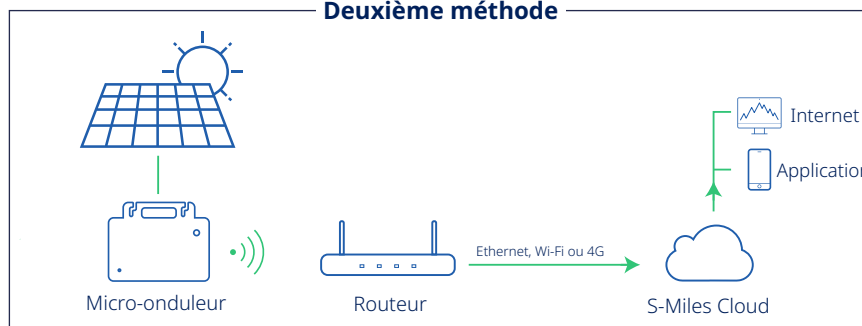 Deuxième méthode
Internet
Application
Ethernet, Wi-Fi ou 4G
Micro-onduleur
Routeur
S-Miles Cloud